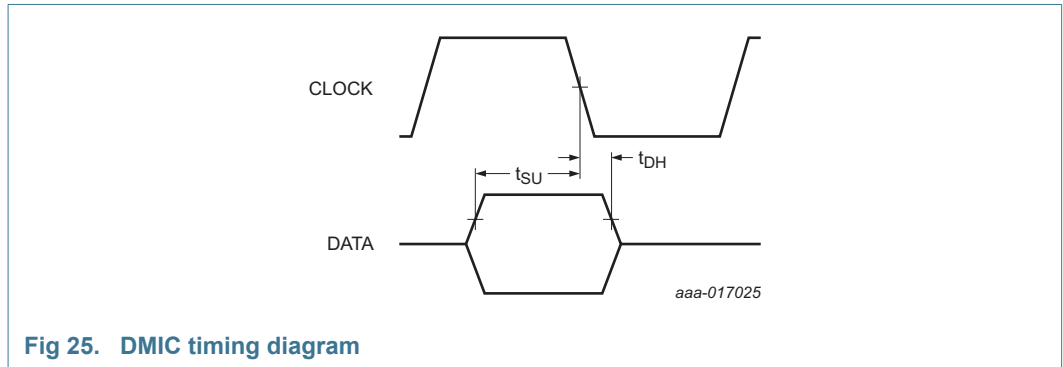 CLOCK
tDH
tSU
DATA
aaa-017025
Fig 25. DMIC timing diagram